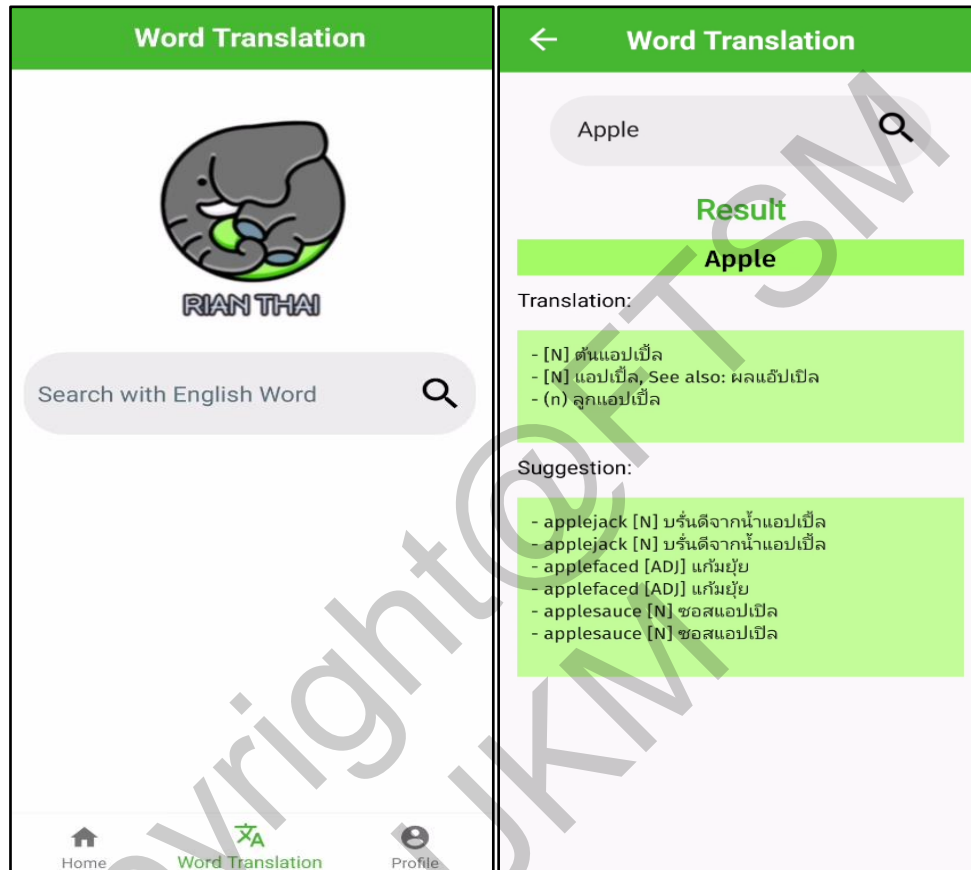 Word Translation
RIAN THAI
Search with English Word
Home
Word Translation
Profile
Word Translation
Apple
Result
Apple
Translation:
- [N] ต้นแอปเปิ้ล
- [N] แอปเปิ้ล, See also: ผลแอ๊ปเปิล
- (n) ลูกแอปเปิ้ล
Suggestion:
- applejack [N] บรั่นดีจากน้ำแอปเปิ้ล
- applejack [N] บรั่นดีจากน้ำแอปเปิ้ล
- applefaced [ADJ] แก้มยุ้ย
- applefaced [ADJ] แก้มยุ้ย
- applesauce [N] ซอสแอปเปิล
- applesauce [N] ซอสแอปเปิล
yright@FTSM
UKM